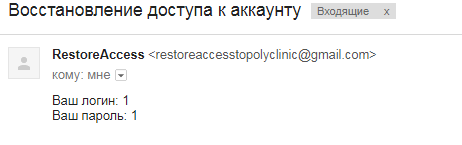 Восстановление доступа к аккаунту Входящие x
RestoreAccess <restoreaccesstopolyclinic@gmail.com>
кому: мне
Ваш логин: 1
Ваш пароль: 1